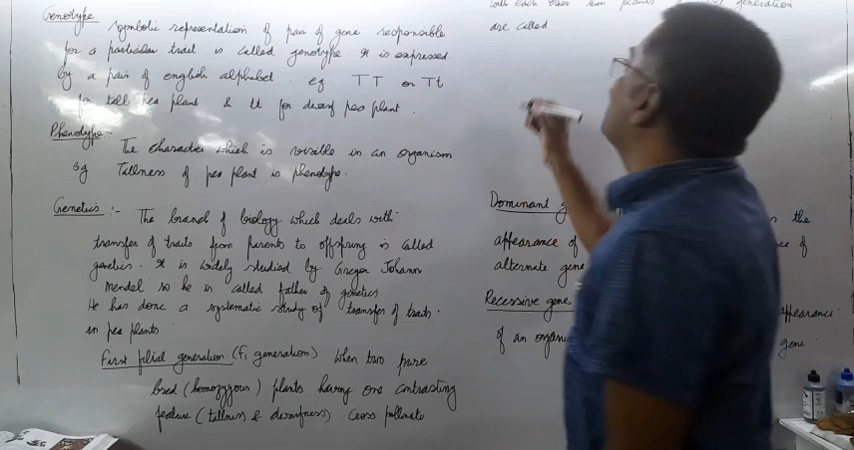 Genotype
symbolic representation of pair of gene responsible
for a particular trait is called genotype. It is expressed
by a pair of english alphabet. eg TT or Tt
for tall pea plant & tt for dwarf pea plant.
Phenotype :-
The character which is visible in an organism
eg Tallness of pea plant is phenotype.
Genetics :- The branch of biology which deals with
transfer of traits from parents to offspring is called
genetics. It is widely studied by Gregor Johann
Mendel so he is called father of genetics
He has done a systematic study of transfer of traits.
in pea plants
First filial generation (F1 generation) when two pure
bred (homozygous) plants having one contrasting
feature (tallness & dwarfness) cross pollinate
with each other generation
are called
Dominant the
appearance of of
alternate gene
Recessive gene appearance
of an gene